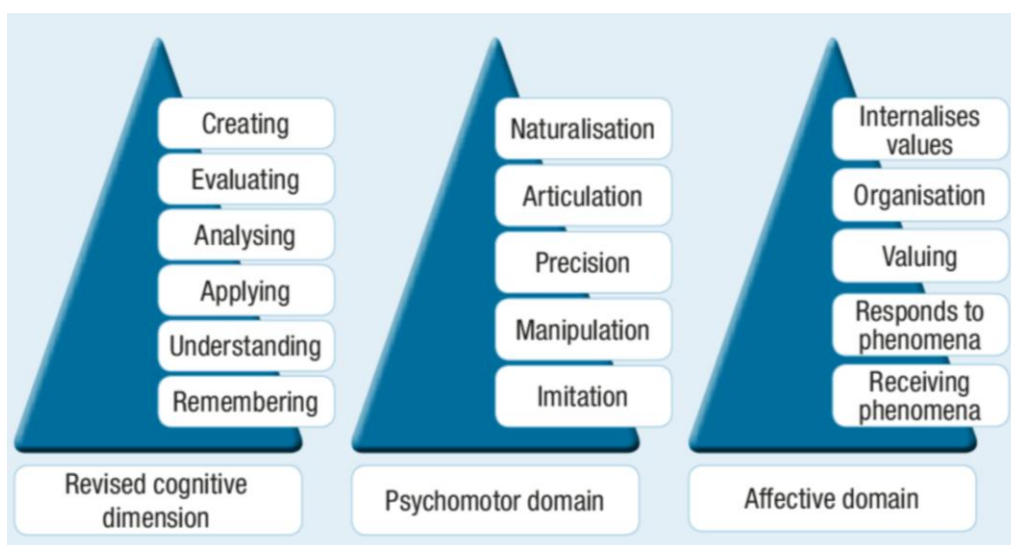 Creating
Evaluating
Analysing
Applying
Understanding
Remembering
Revised cognitive
dimension
Naturalisation
Articulation
Precision
Manipulation
Imitation
Psychomotor domain
Internalises
values
Organisation
Valuing
Responds to
phenomena
Receiving
phenomena
Affective domain